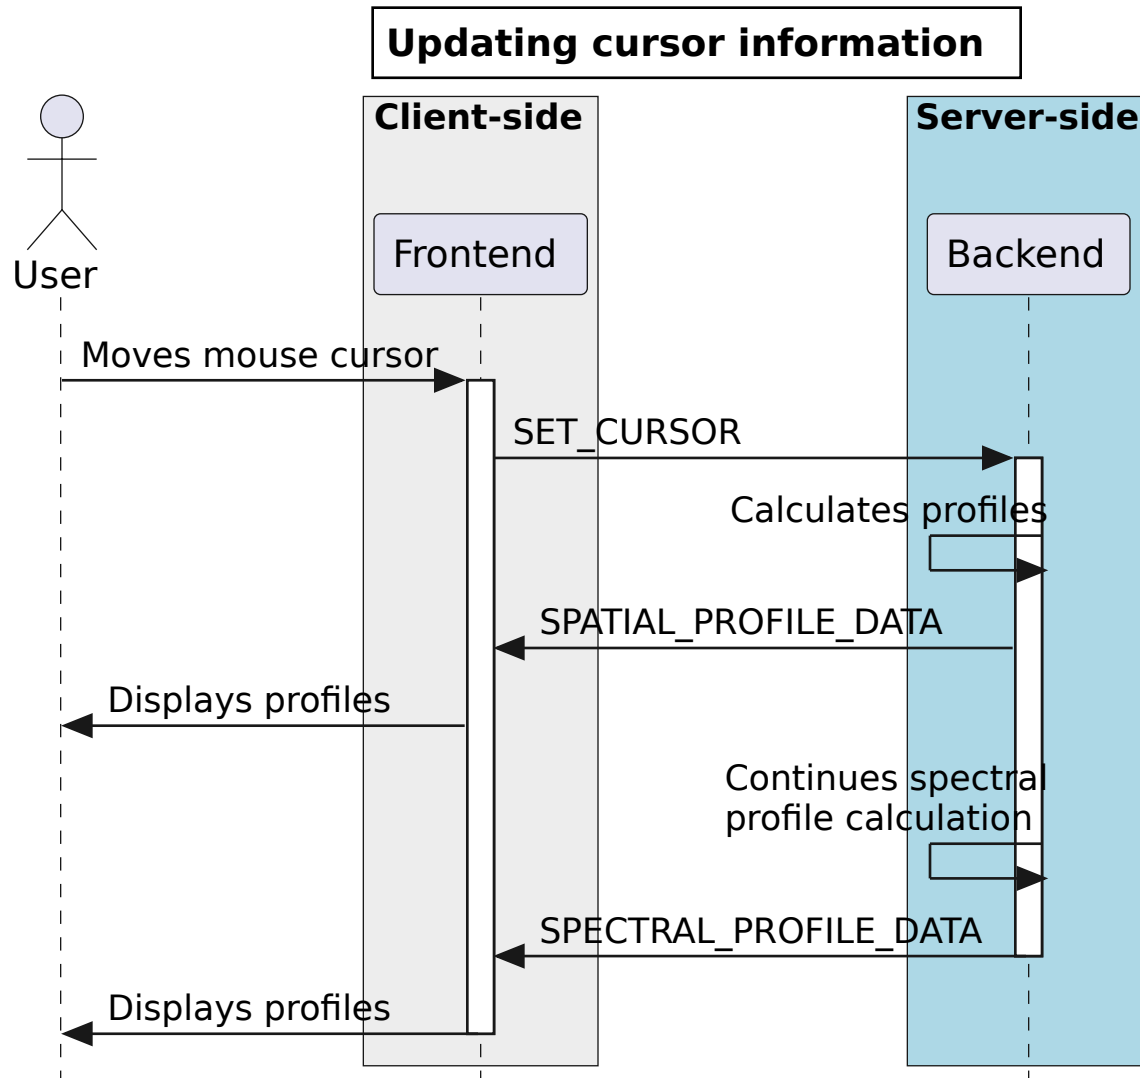 Updating cursor information
Client-side
Server-side
User
Frontend
Backend
Moves mouse cursor
SET_CURSOR
Calculates profiles
SPATIAL_PROFILE_DATA
Displays profiles
Continues spectral
profile calculation
SPECTRAL_PROFILE_DATA
Displays profiles